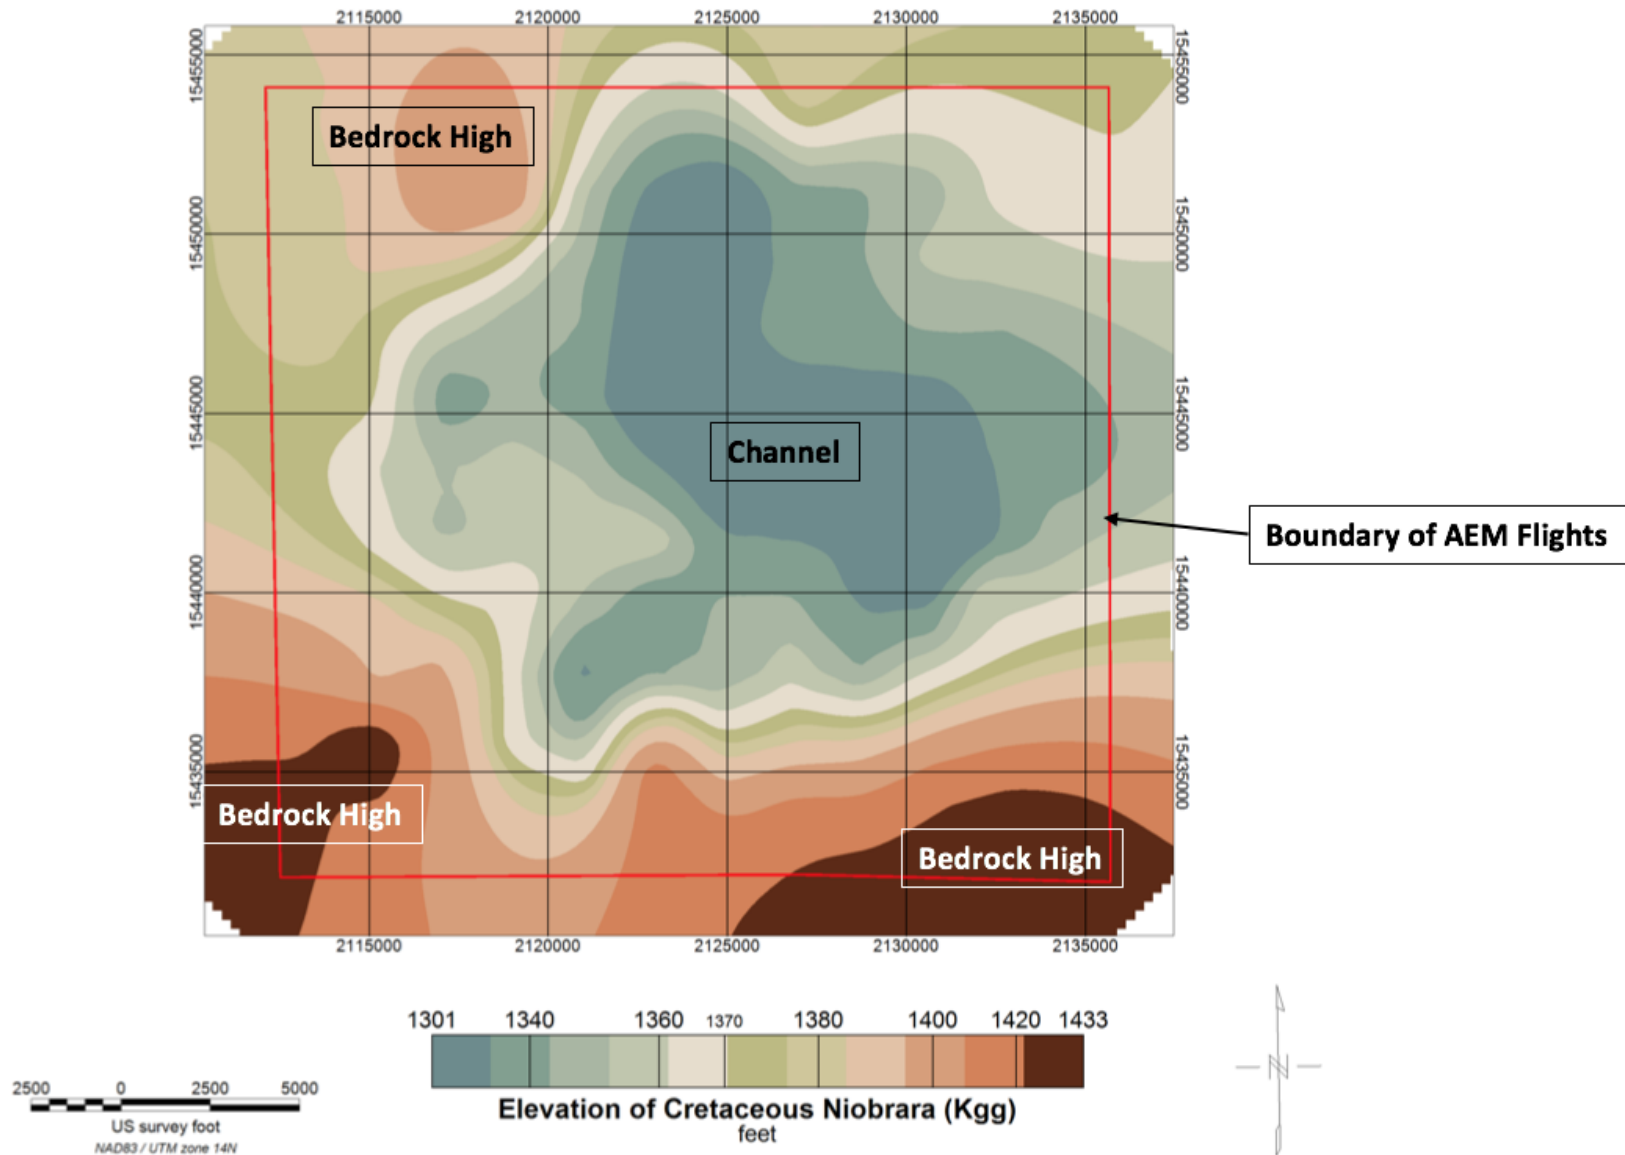 2115000 2120000 2125000 2130000 2135000
15455000 15455000
Bedrock High
15450000 15450000
15445000 15445000
Channel
Boundary of AEM Flights
15440000 15440000
15435000 15435000
Bedrock High
Bedrock High
2115000 2120000 2125000 2130000 2135000
1301 1340 1360 1370 1380 1400 1420 1433
Elevation of Cretaceous Niobrara (Kgg)
feet
2500 0 2500 5000
US survey foot
NAD83 / UTM zone 14N
N